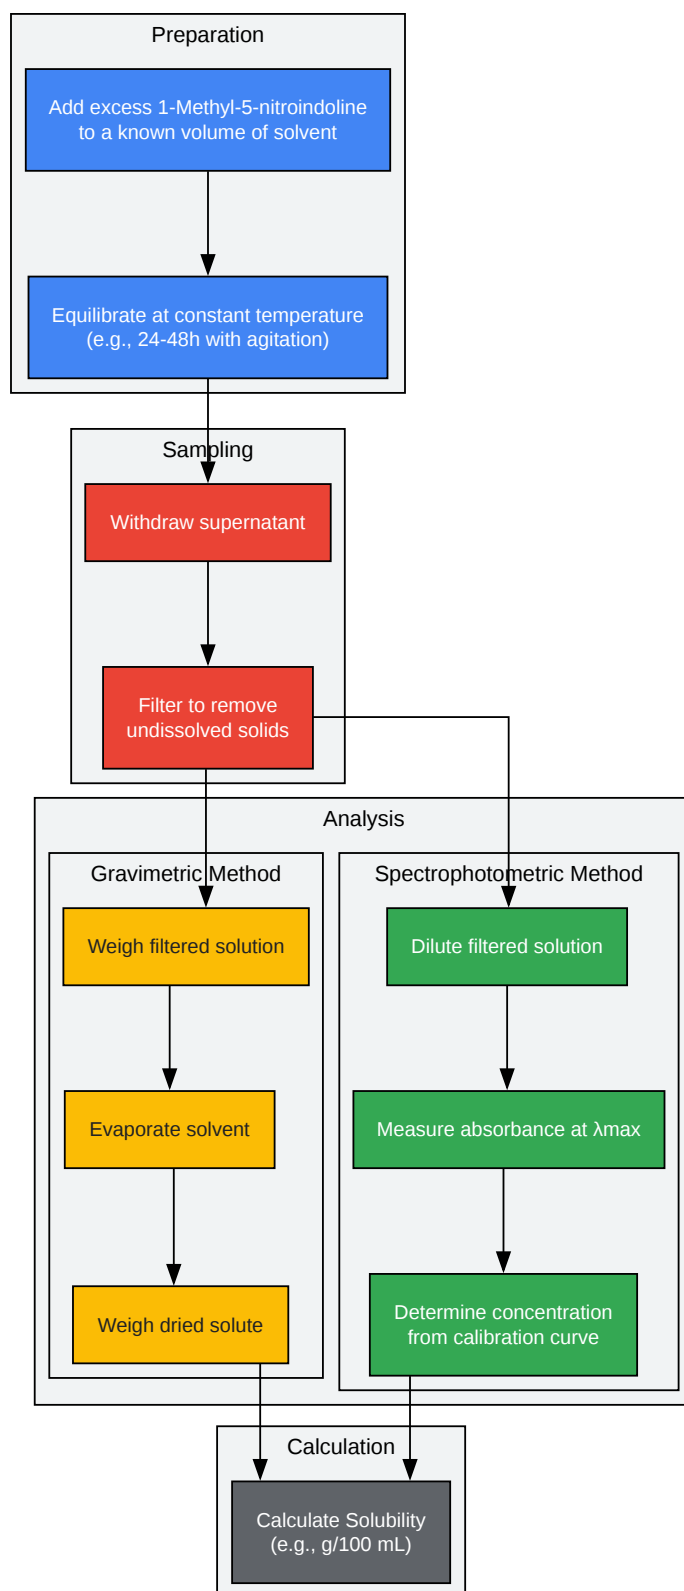 Preparation
Add excess 1-Methyl-5-nitroindoline
to a known volume of solvent
Equilibrate at constant temperature
(e.g., 24-48h with agitation)
Sampling
Withdraw supernatant
Filter to remove
undissolved solids
Analysis
Gravimetric Method
Weigh filtered solution
Evaporate solvent
Weigh dried solute
Spectrophotometric Method
Dilute filtered solution
Measure absorbance at λmax
Determine concentration
from calibration curve
Calculation
Calculate Solubility
(e.g., g/100 mL)